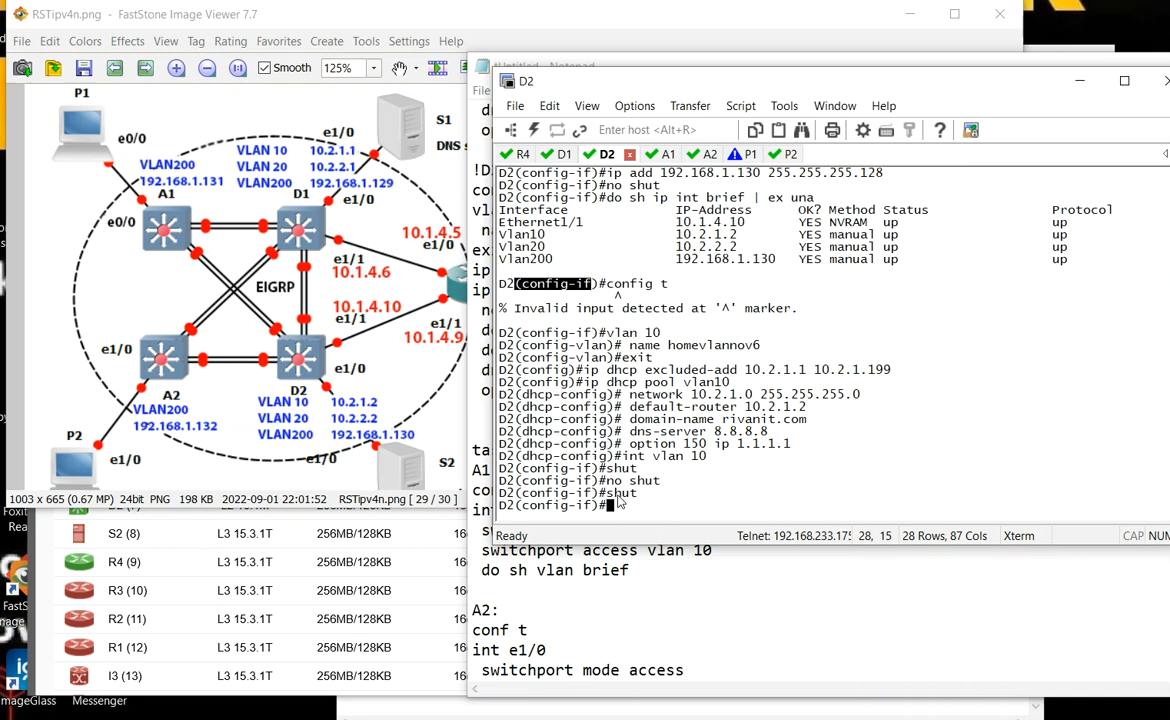 RSTipv4n.png - FastStone Image Viewer 7.7
File Edit Colors Effects View Tag Rating Favorites Create Tools Settings Help
Smooth 125%
P1
e0/0
VLAN200
192.168.1.131
VLAN 10 10.2.1.1
VLAN 20 10.2.2.1
VLAN200 192.168.1.129
e1/0
S1
DNS
A1
D1
e1/0
e0/0
10.1.4.5
e1/0
e1/1
10.1.4.6
EIGRP
10.1.4.10
e1/1
e1/1
10.1.4.9
e1/0
A2
D2
e1/0
VLAN200
192.168.1.132
VLAN 10 10.2.1.2
VLAN 20 10.2.2.2
VLAN200 192.168.1.130
P2
e1/0
e1/0
S2
1003 x 665 (0.67 MP) 24bit PNG 198 KB 2022-09-01 22:01:52 RSTipv4n.png [ 29 / 30 ]
S2 (8) L3 15.3.1T 256MB/128KB 16
R4 (9) L3 15.3.1T 256MB/128KB 16
R3 (10) L3 15.3.1T 256MB/128KB 16
R2 (11) L3 15.3.1T 256MB/128KB 16
R1 (12) L3 15.3.1T 256MB/128KB 16
I3 (13) L3 15.3.1T 256MB/128KB 16
Foxit
Rea
FastS
mage
ImageGlass
Messenger
*Untitled - Notepad
D2
File Edit View Options Transfer Script Tools Window Help
Enter host <Alt+R>
R4 D1 D2 A1 A2 P1 P2
D2(config-if)#ip add 192.168.1.130 255.255.255.128
D2(config-if)#no shut
D2(config-if)#do sh ip int brief | ex una
Interface IP-Address OK? Method Status Protocol
Ethernet1/1 10.1.4.10 YES NVRAM up up
Vlan10 10.2.1.2 YES manual up up
Vlan20 10.2.2.2 YES manual up up
Vlan200 192.168.1.130 YES manual up up
D2(config-if)#config t
^
% Invalid input detected at '^' marker.
D2(config-if)#vlan 10
D2(config-vlan)# name homevlannov6
D2(config-vlan)#exit
D2(config)#ip dhcp excluded-add 10.2.1.1 10.2.1.199
D2(config)#ip dhcp pool vlan10
D2(dhcp-config)# network 10.2.1.0 255.255.255.0
D2(dhcp-config)# default-router 10.2.1.2
D2(dhcp-config)# domain-name rivanit.com
D2(dhcp-config)# dns-server 8.8.8.8
D2(dhcp-config)# option 150 ip 1.1.1.1
D2(dhcp-config)#int vlan 10
D2(config-if)#shut
D2(config-if)#no shut
D2(config-if)#shut
D2(config-if)#
Ready Telnet: 192.168.233.175 28, 15 28 Rows, 87 Cols Xterm CAP NUM
switchport access vlan 10
do sh vlan brief
A2:
conf t
int e1/0
switchport mode access